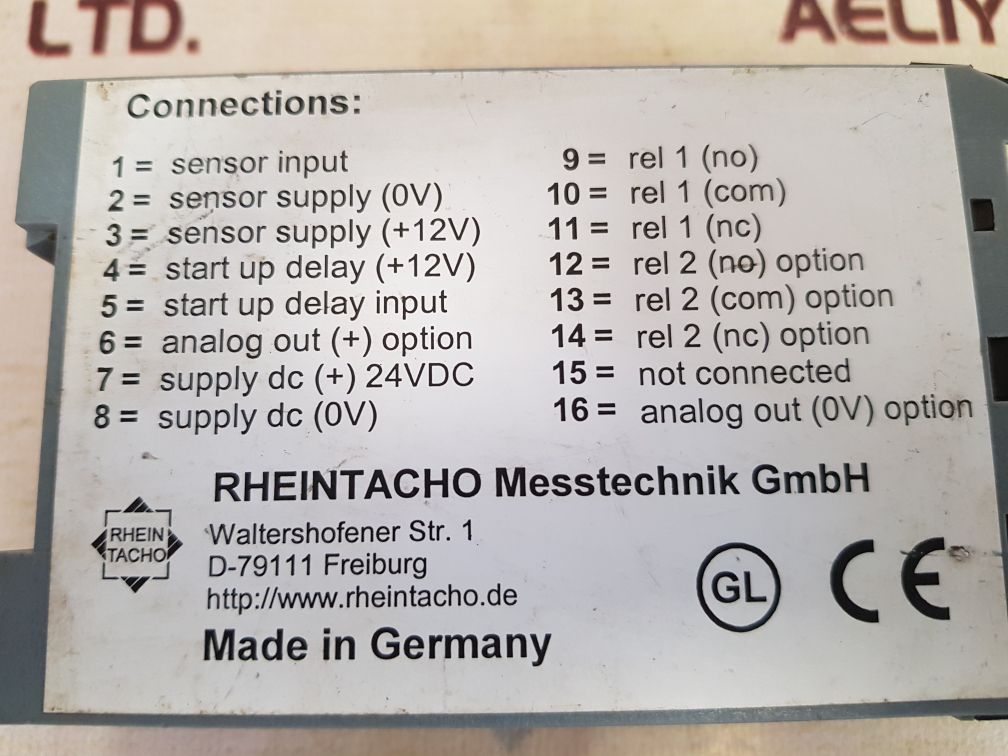 LTD.
AELIY
Connections:
1 = sensor input
2 = sensor supply (0V)
3 = sensor supply (+12V)
4 = start up delay (+12V)
5 = start up delay input
6 = analog out (+) option
7 = supply dc (+) 24VDC
8 = supply dc (0V)
9 = rel 1 (no)
10 = rel 1 (com)
11 = rel 1 (nc)
12 = rel 2 (no) option
13 = rel 2 (com) option
14 = rel 2 (nc) option
15 = not connected
16 = analog out (0V) option
RHEINTACHO Messtechnik GmbH
RHEIN
TACHO
Waltershofener Str. 1
D-79111 Freiburg
http://www.rheintacho.de
Made in Germany
GL
CE